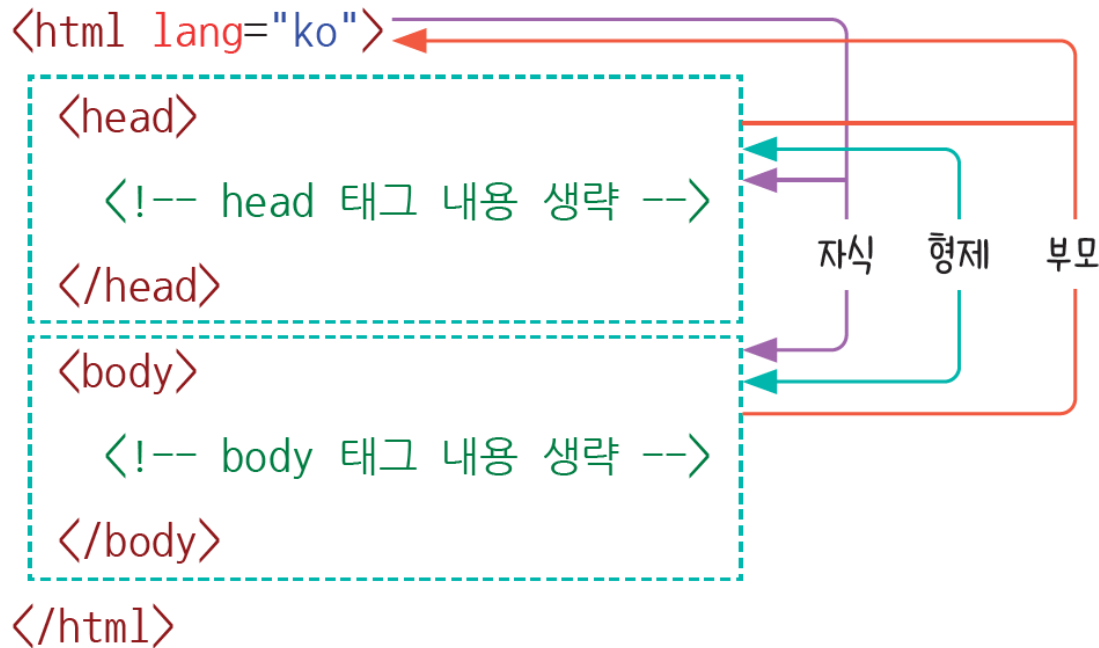 <html lang="ko">
<head>
<!-- head 태그 내용 생략 -->
</head>
자식 형제 부모
<body>
<!-- body 태그 내용 생략 -->
</body>
</html>